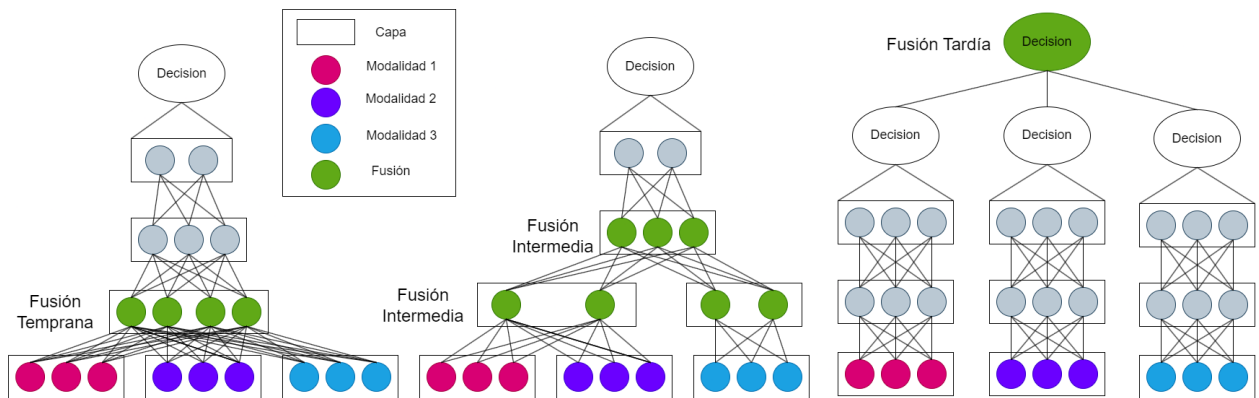 Decision
Fusión
Temprana
Capa
Modalidad 1
Modalidad 2
Modalidad 3
Fusión
Decision
Fusión
Intermedia
Fusión
Intermedia
Fusión Tardía
Decision
Decision
Decision
Decision